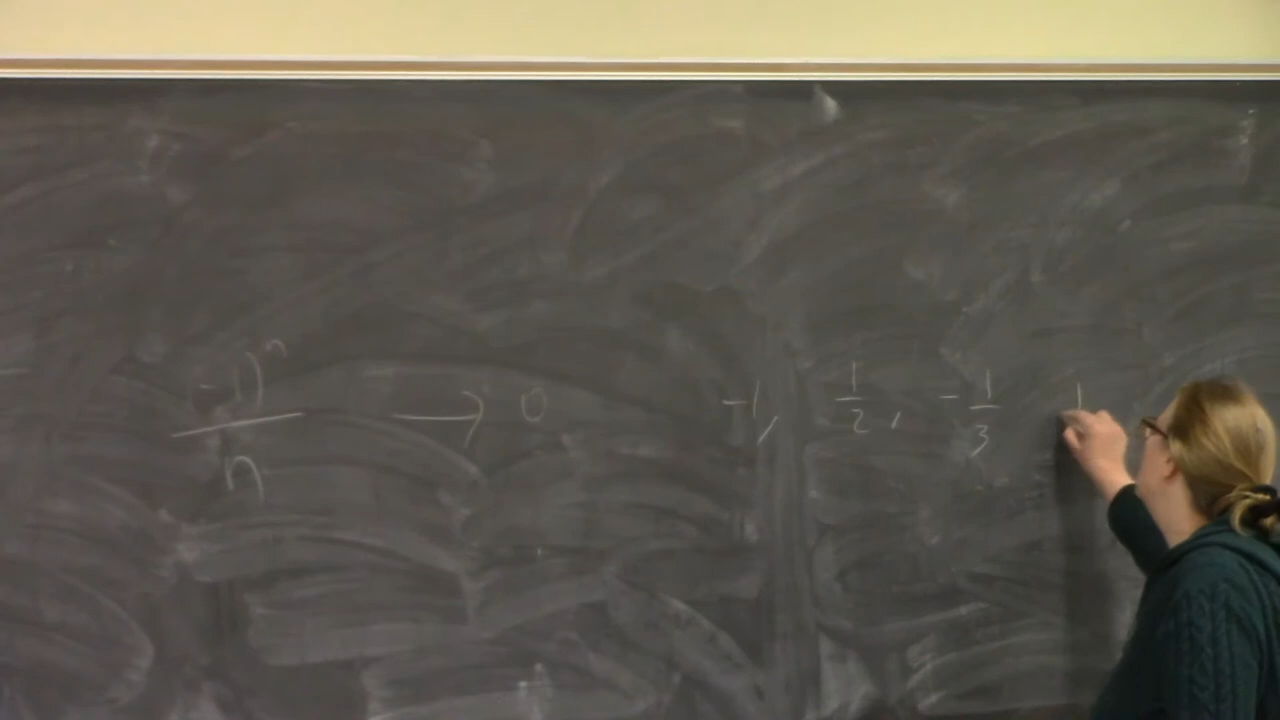 (-1)^n / n → 0 -1, 1/2, - 1/3 1